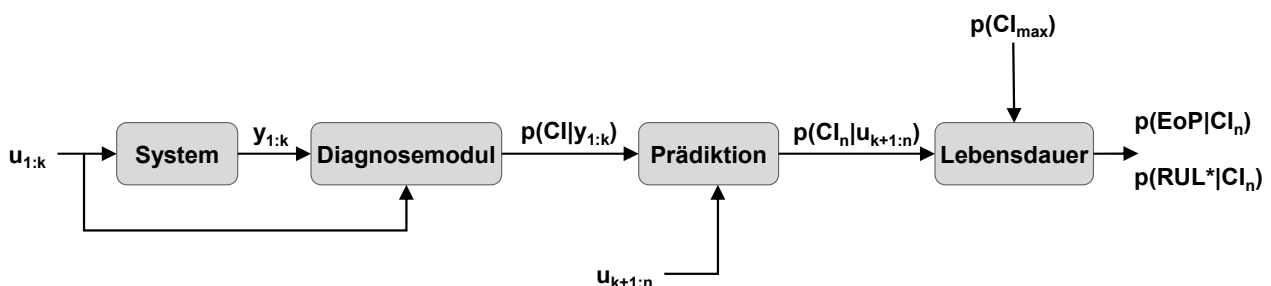 p(CI_max)
u_1:k
System
y_1:k
Diagnosemodul
p(CI|y_1:k)
Prädiktion
p(CI_n|u_k+1:n)
Lebensdauer
p(EoP|CI_n)
p(RUL*|CI_n)
u_k+1:n